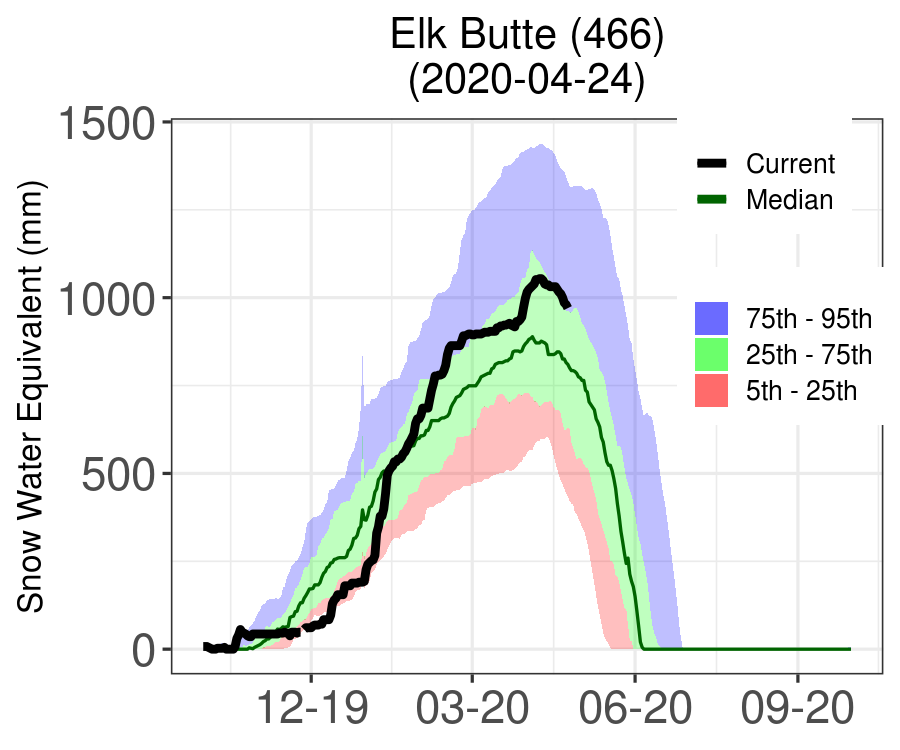 Elk Butte (466)
(2020-04-24)
Snow Water Equivalent (mm)
1500
1000
500
0
12-19
03-20
06-20
09-20
Current
Median
75th - 95th
25th - 75th
5th - 25th